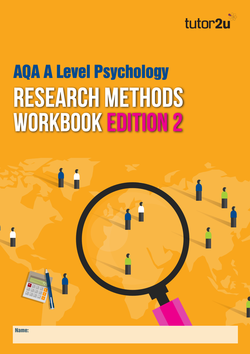 tutor2u
AQA A Level Psychology
RESEARCH METHODS
WORKBOOK EDITION 2
Name: